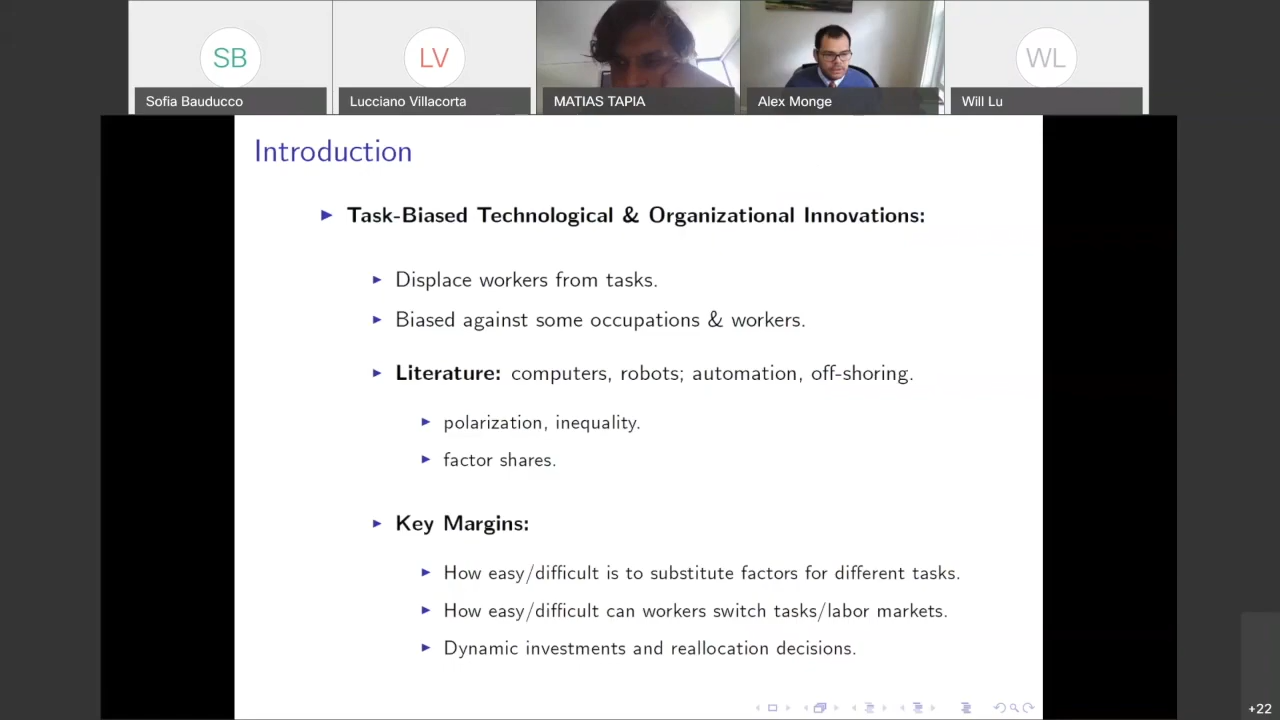 SB
LV
WL
Sofia Bauducco
Lucciano Villacorta
MATIAS TAPIA
Alex Monge
Will Lu
Introduction
Task-Biased Technological & Organizational Innovations:
Displace workers from tasks.
Biased against some occupations & workers.
Literature: computers, robots; automation, off-shoring.
polarization, inequality.
factor shares.
Key Margins:
How easy/difficult is to substitute factors for different tasks.
How easy/difficult can workers switch tasks/labor markets.
Dynamic investments and reallocation decisions.
+22